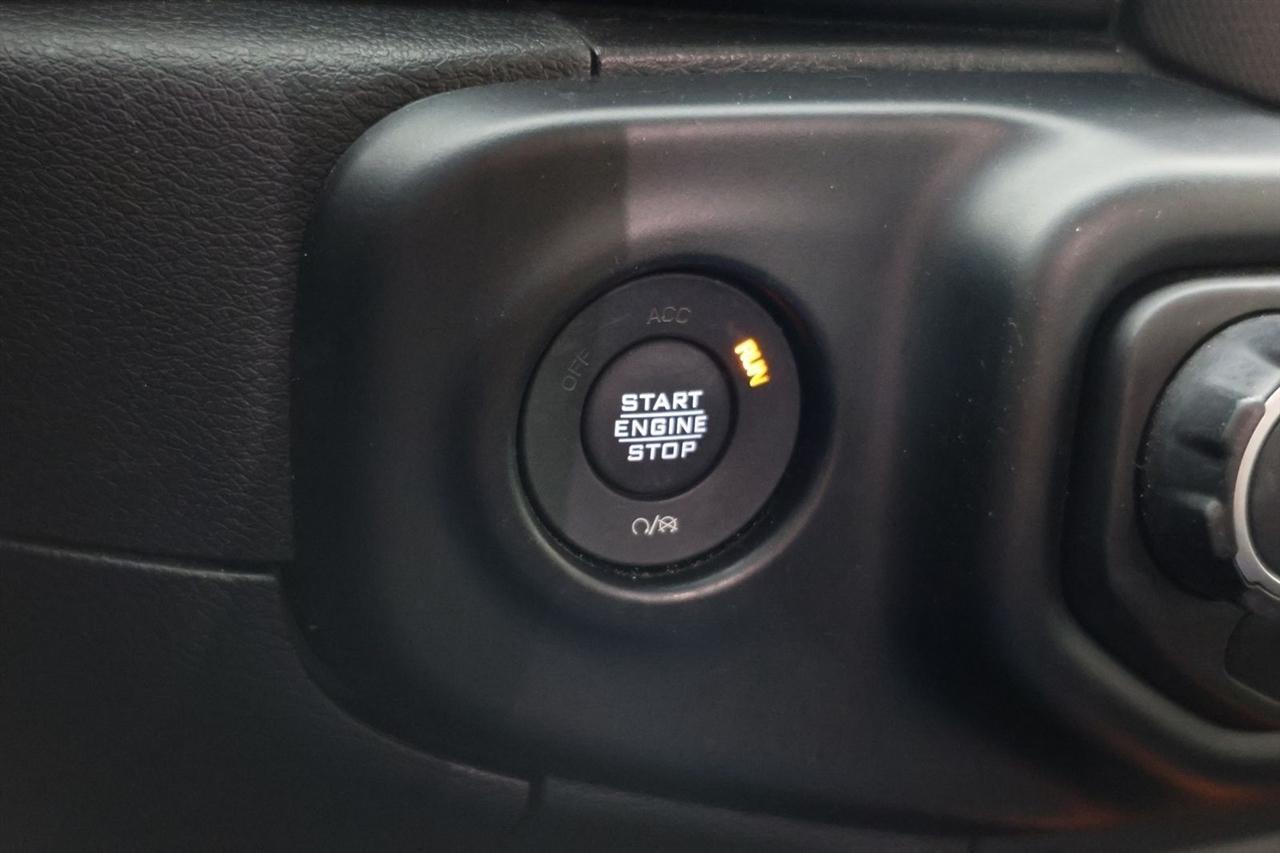 ACC
OFF
RUN
START
ENGINE
STOP